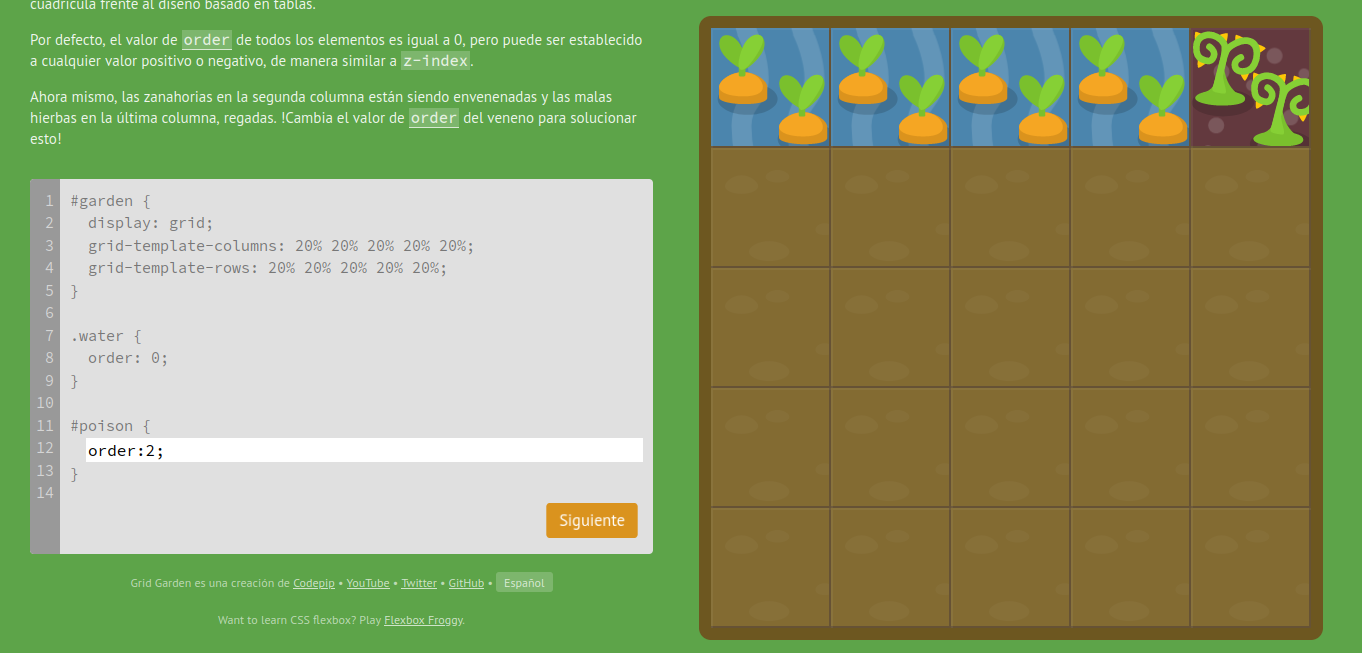 cuadrícula frente al diseño basado en tablas.
Por defecto, el valor de order de todos los elementos es igual a 0, pero puede ser establecido
a cualquier valor positivo o negativo, de manera similar a z-index.
Ahora mismo, las zanahorias en la segunda columna están siendo envenenadas y las malas
hierbas en la última columna, regadas. !Cambia el valor de order del veneno para solucionar
esto!
1 #garden {
2 display: grid;
3 grid-template-columns: 20% 20% 20% 20% 20%;
4 grid-template-rows: 20% 20% 20% 20% 20%;
5 }
6
7 .water {
8 order: 0;
9 }
10
11 #poison {
12 order:2;
13 }
14
Siguiente
Grid Garden es una creación de Codepip • YouTube • Twitter • GitHub • Español
Want to learn CSS flexbox? Play Flexbox Froggy.